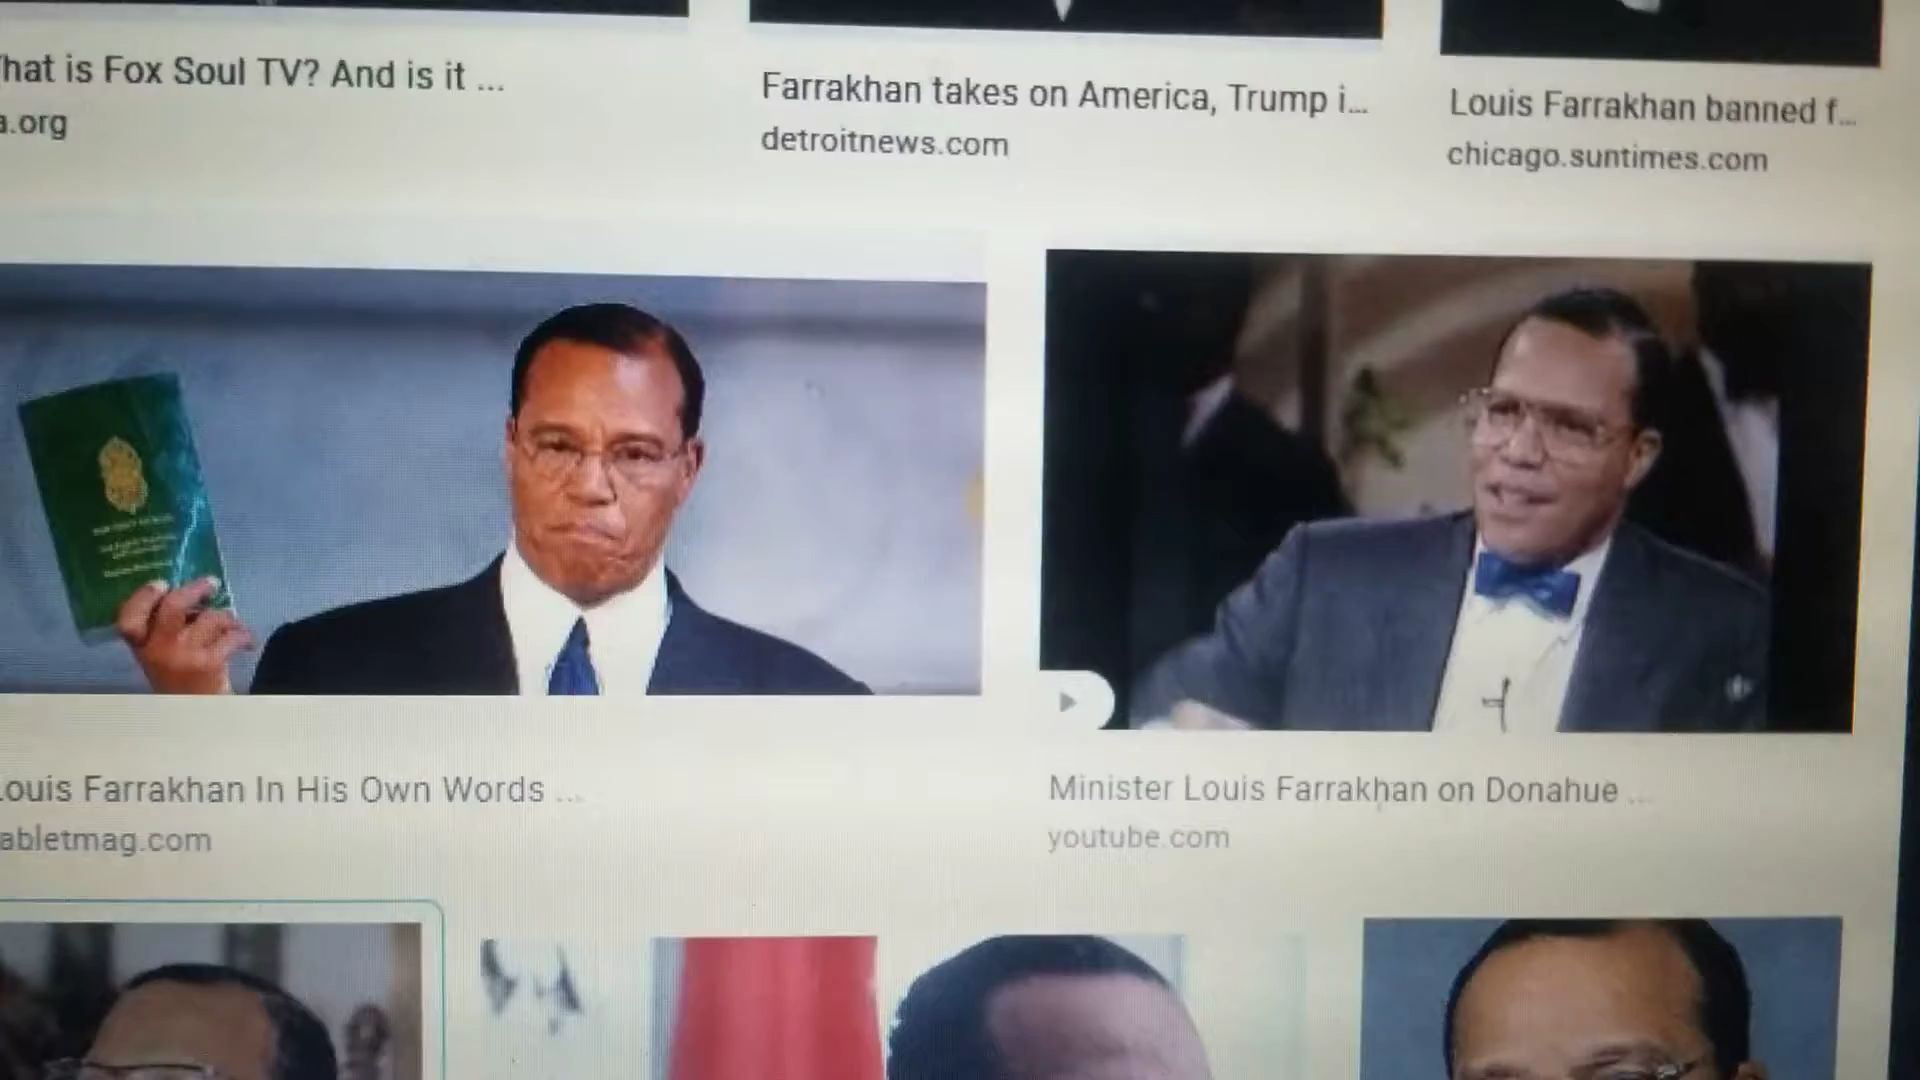 hat is Fox Soul TV? And is it ...
a.org
Farrakhan takes on America, Trump i...
detroitnews.com
Louis Farrakhan banned f...
chicago.suntimes.com
Louis Farrakhan In His Own Words ...
abletmag.com
Minister Louis Farrakhan on Donahue ...
youtube.com